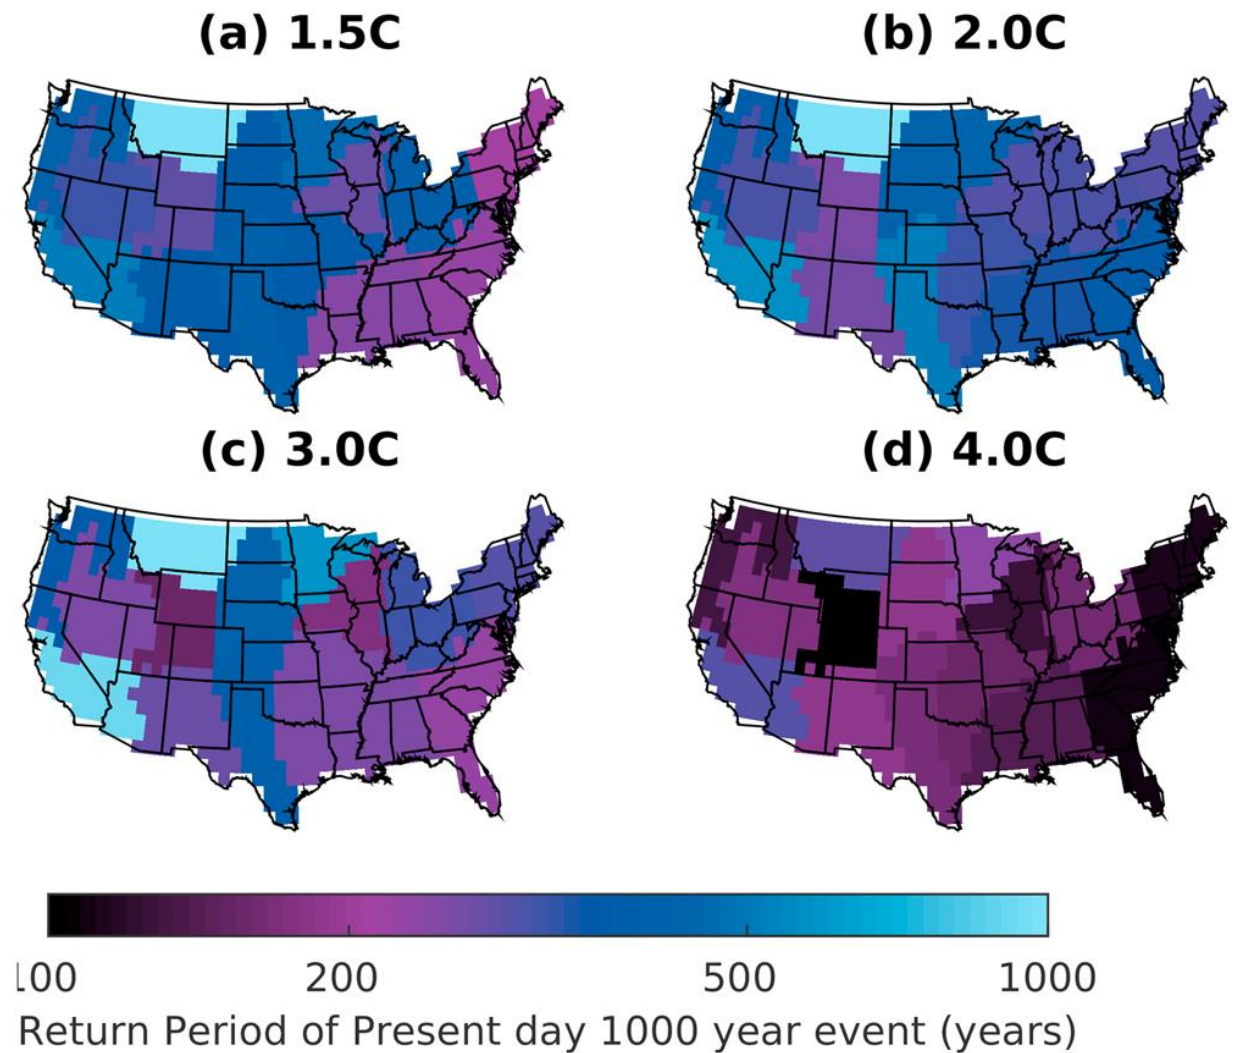 (a) 1.5C (b) 2.0C
(c) 3.0C (d) 4.0C
100 200 500 1000
Return Period of Present day 1000 year event (years)